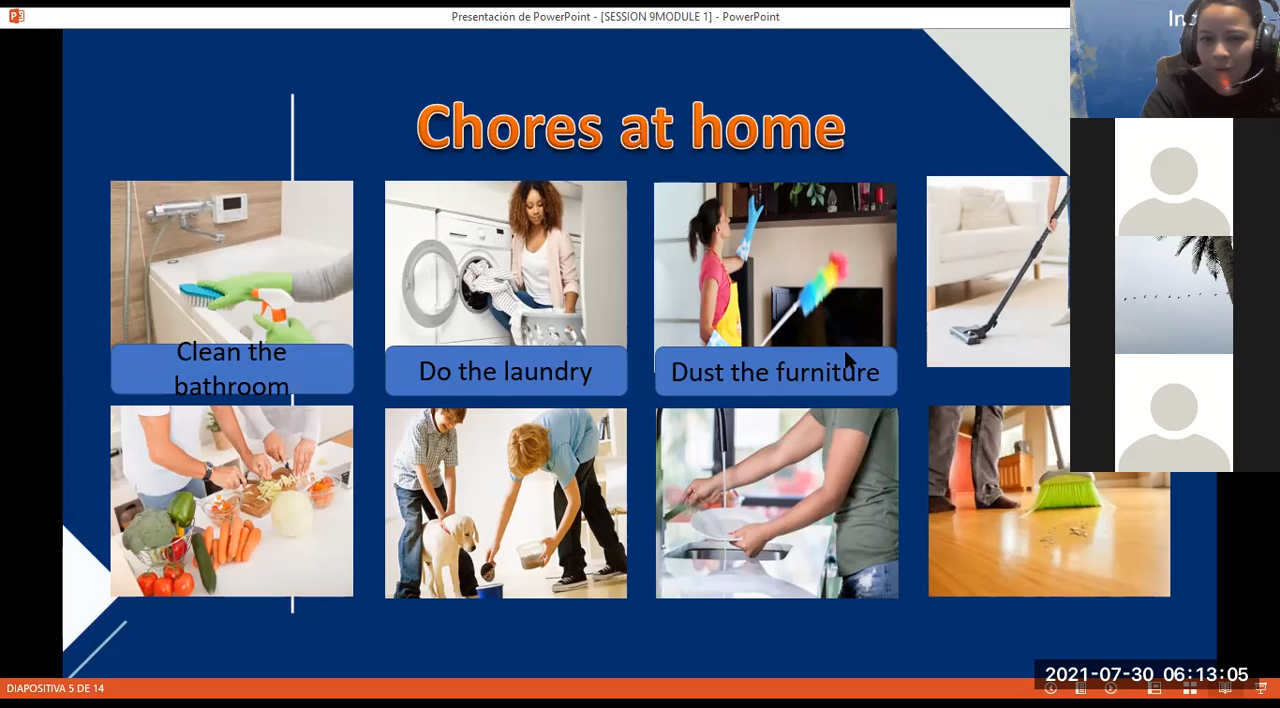 Presentación de PowerPoint - [SESSION 9MODULE 1] - PowerPoint
Chores at home
Clean the
bathroom
Do the laundry
Dust the furniture
2021-07-30 06:13:05
DIAPOSITIVA 5 DE 14